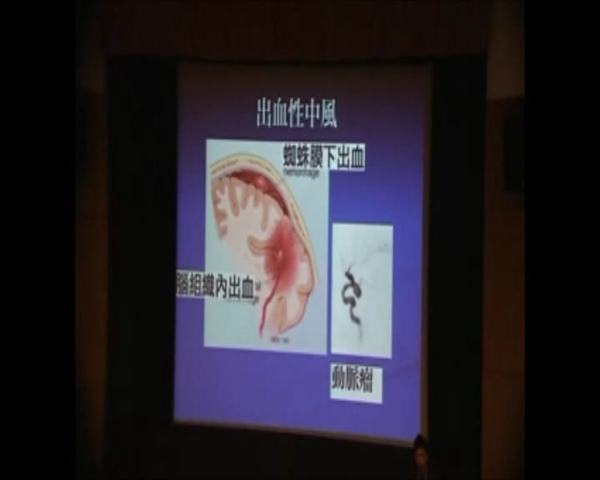 出血性中風
蜘蛛膜下出血
hemorrhage
腦組織內出血
動脈瘤